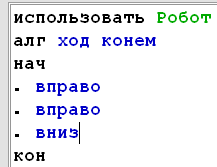 использовать Робот
алг ход конем
нач
. вправо
. вправо
. вниз
кон